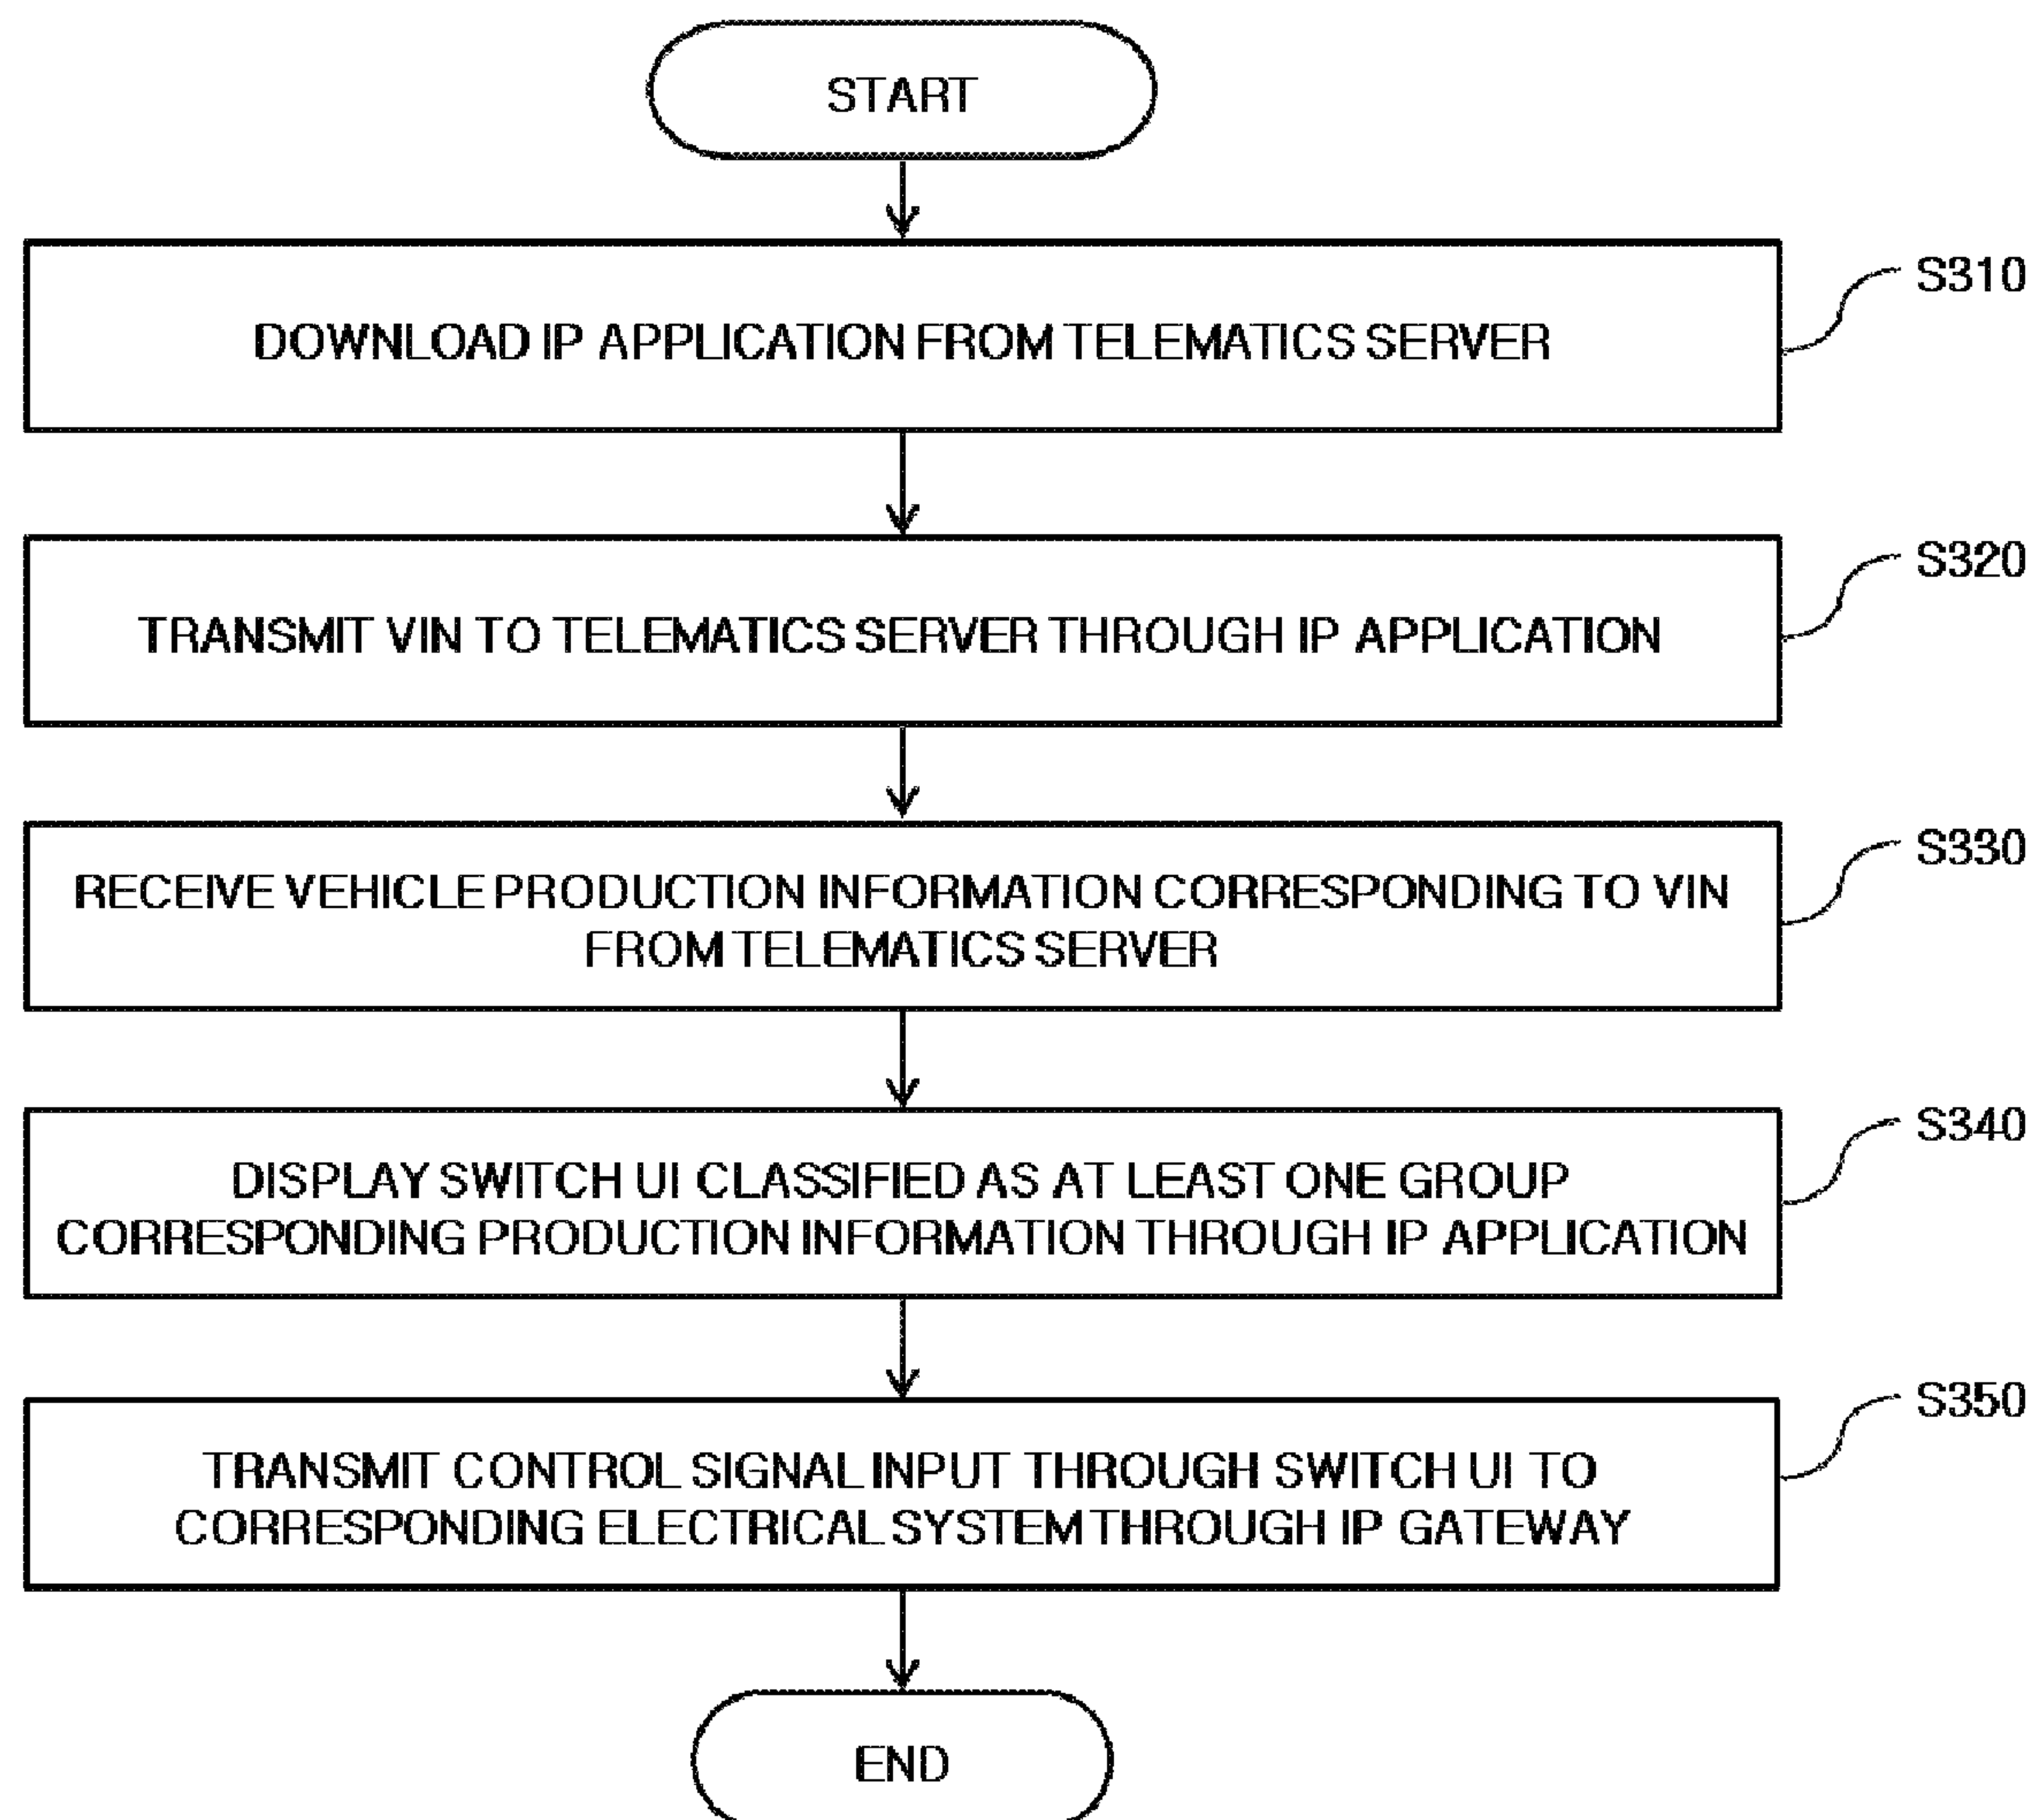 START
S310
DOWNLOAD IP APPLICATION FROM TELEMATICS SERVER
S320
TRANSMIT VIN TO TELEMATICS SERVER THROUGH IP APPLICATION
S330
RECEIVE VEHICLE PRODUCTION INFORMATION CORRESPONDING TO VIN
FROM TELEMATICS SERVER
S340
DISPLAY SWITCH UI CLASSIFIED AS AT LEAST ONE GROUP
CORRESPONDING PRODUCTION INFORMATION THROUGH IP APPLICATION
S350
TRANSMIT CONTROL SIGNAL INPUT THROUGH SWITCH UI TO
CORRESPONDING ELECTRICAL SYSTEM THROUGH IP GATEWAY
END